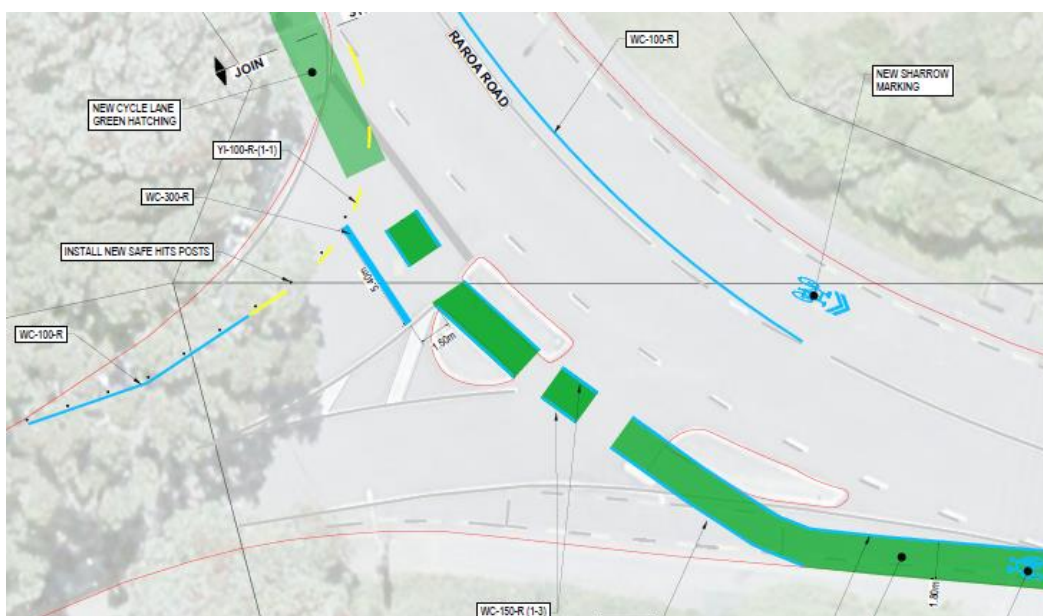 JOIN
RAROA ROAD
WC-100-R
NEW SHARROW
MARKING
NEW CYCLE LANE
GREEN HATCHING
YI-100-R-(1-1)
WC-300-R
INSTALL NEW SAFE HITS POSTS
5.40m
WC-100-R
1.50m
WC-150-R (1-3)
1.50m